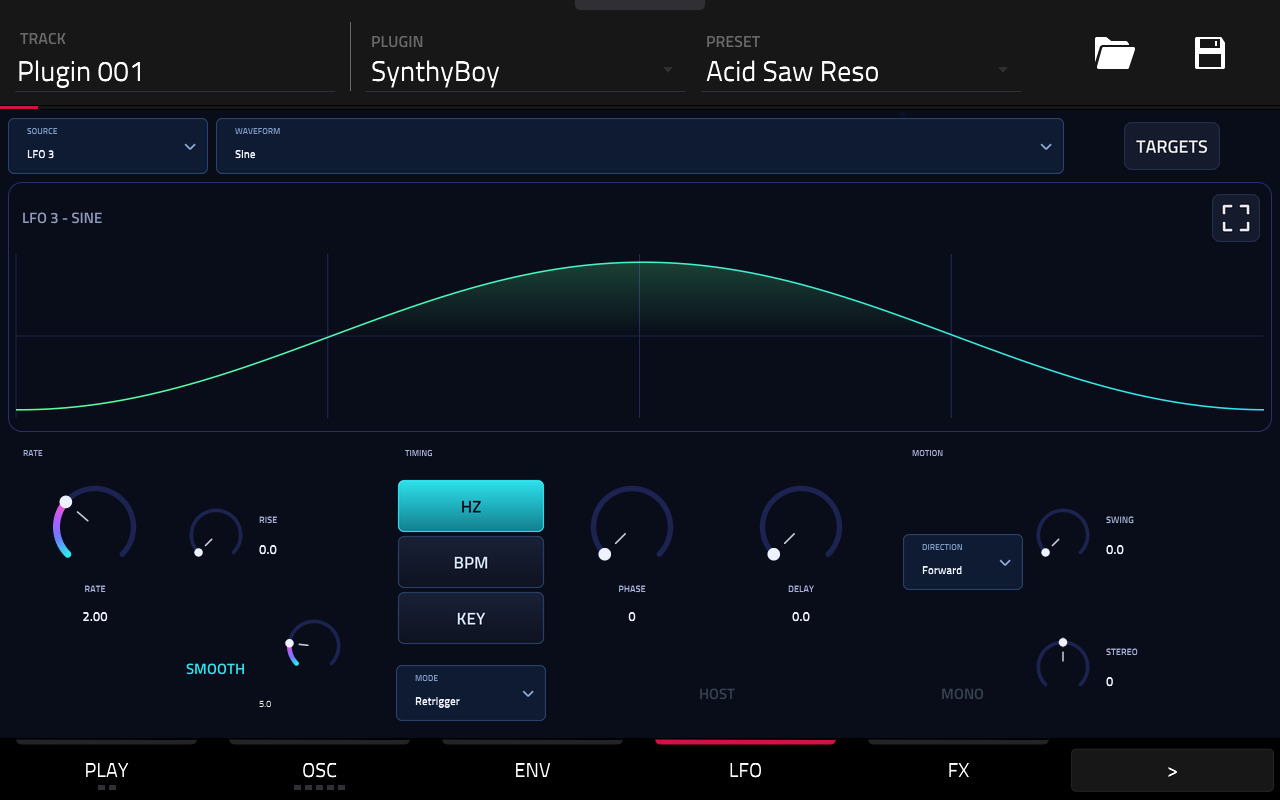 TRACK
Plugin 001
PLUGIN
SynthyBoy
PRESET
Acid Saw Reso
SOURCE
LFO 3
WAVEFORM
Sine
TARGETS
LFO 3 - SINE
RATE
TIMING
MOTION
HZ
BPM
KEY
RISE
0.0
RATE
2.00
SMOOTH
5.0
MODE
Retrigger
PHASE
0
DELAY
0.0
HOST
DIRECTION
Forward
SWING
0.0
MONO
STEREO
0
PLAY
OSC
ENV
LFO
FX
>